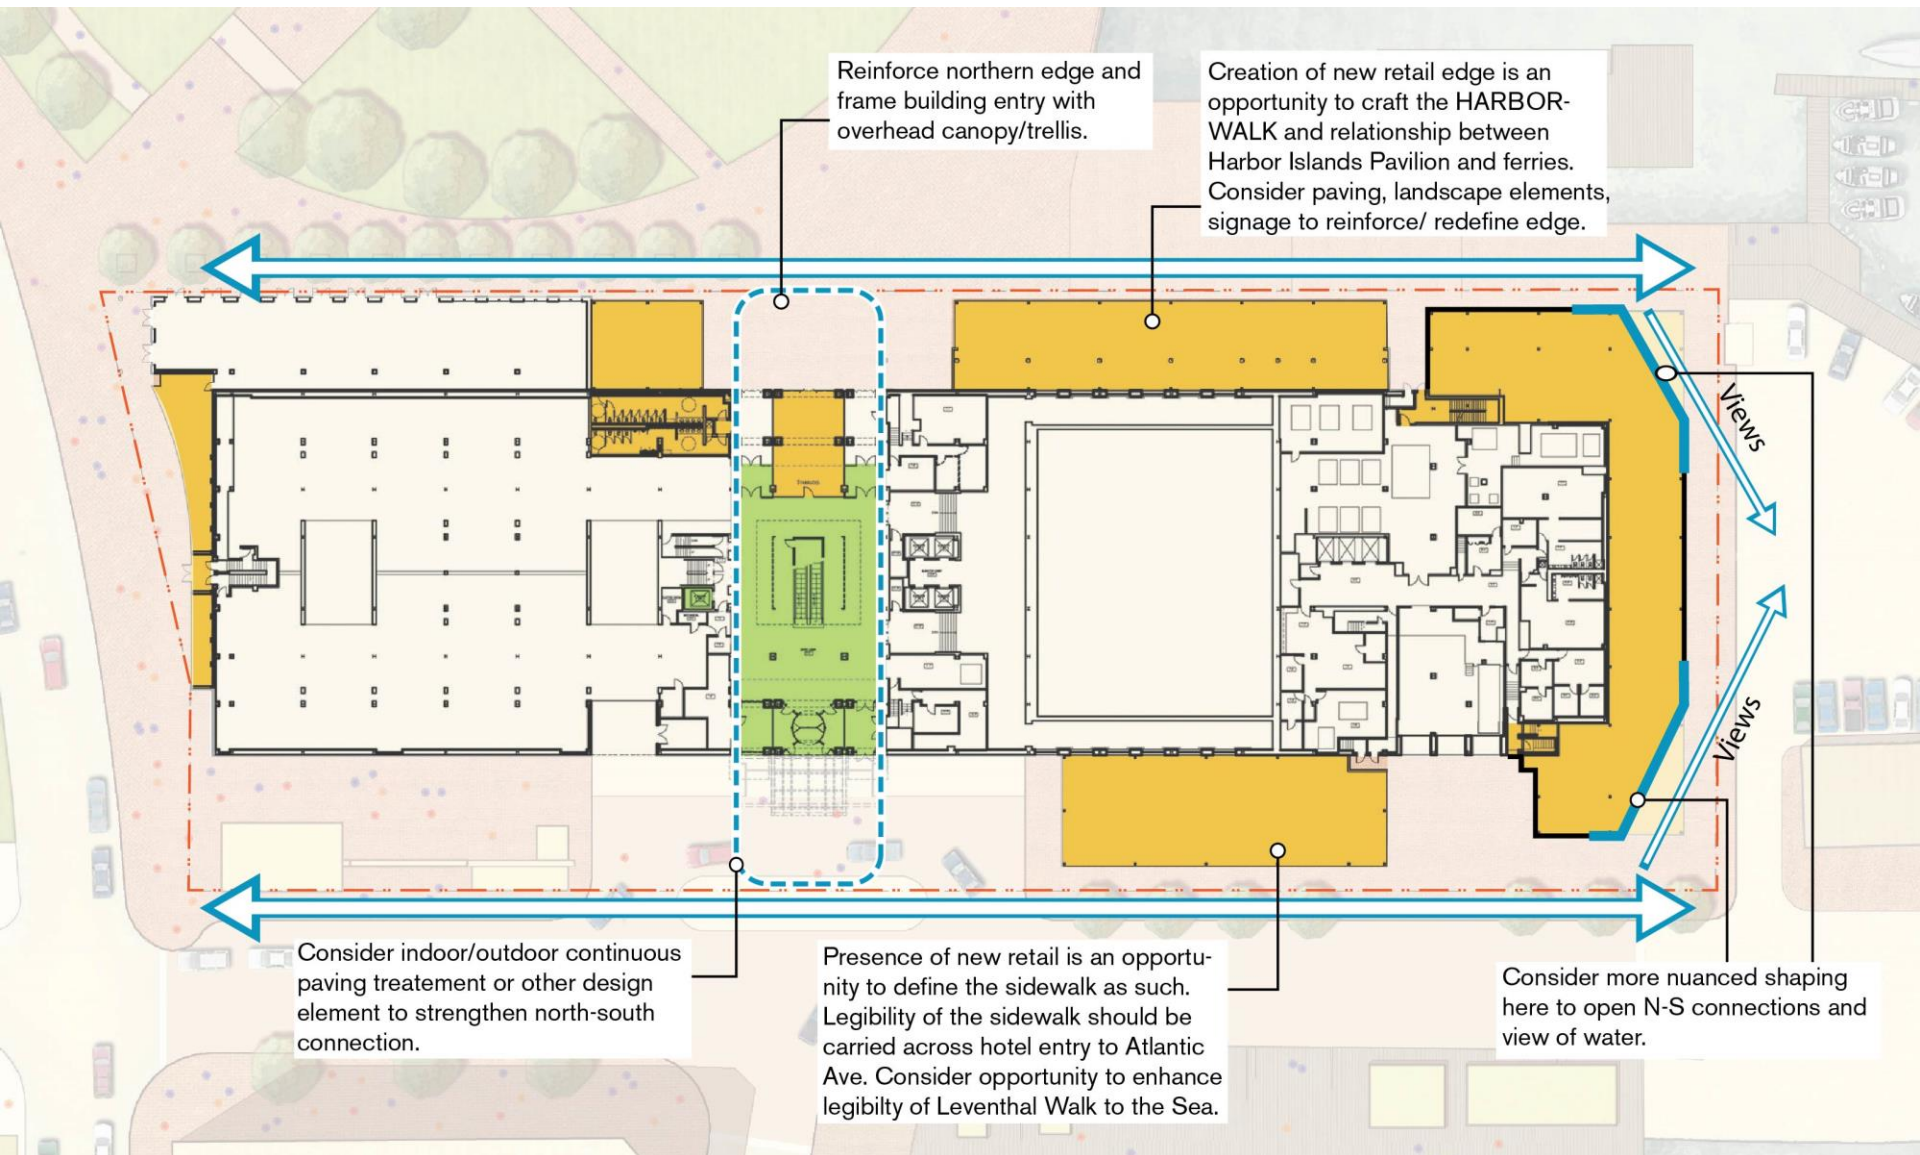 Reinforce northern edge and
frame building entry with
overhead canopy/trellis.
Creation of new retail edge is an
opportunity to craft the HARBOR-
WALK and relationship between
Harbor Islands Pavilion and ferries.
Consider paving, landscape elements,
signage to reinforce/ redefine edge.
Views
Views
Consider indoor/outdoor continuous
paving treatement or other design
element to strengthen north-south
connection.
Presence of new retail is an opportu-
nity to define the sidewalk as such.
Legibility of the sidewalk should be
carried across hotel entry to Atlantic
Ave. Consider opportunity to enhance
legibilty of Leventhal Walk to the Sea.
Consider more nuanced shaping
here to open N-S connections and
view of water.